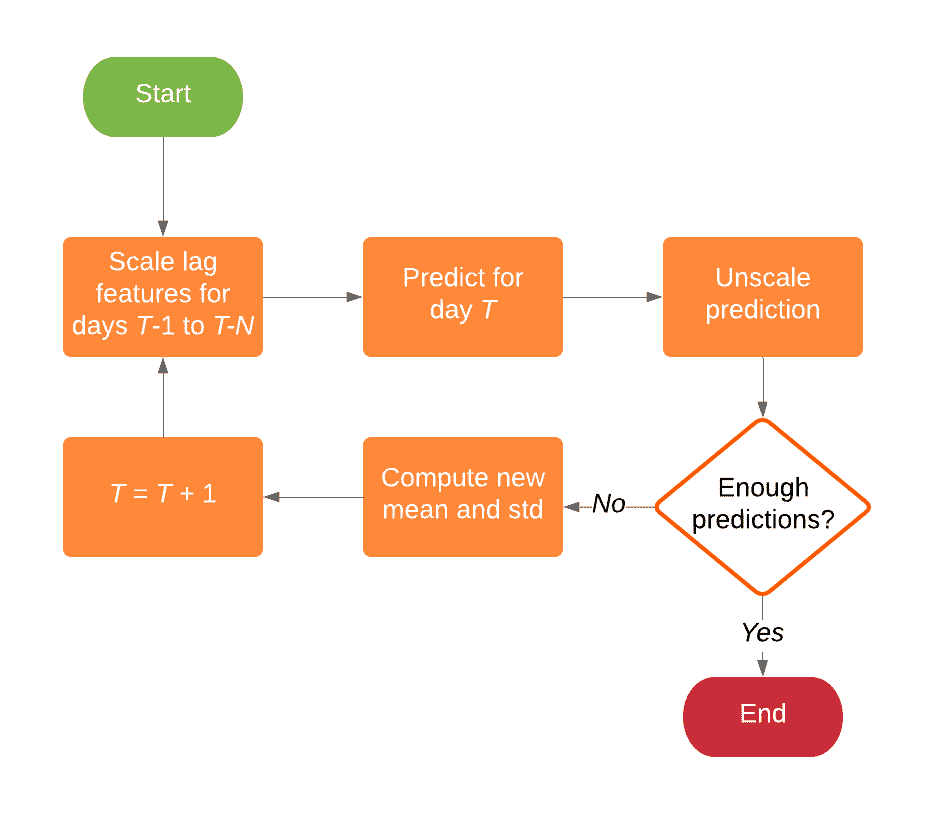 Start
Scale lag
features for
days T-1 to T-N
Predict for
day T
Unscale
prediction
Enough
predictions?
No
Compute new
mean and std
T = T + 1
Yes
End